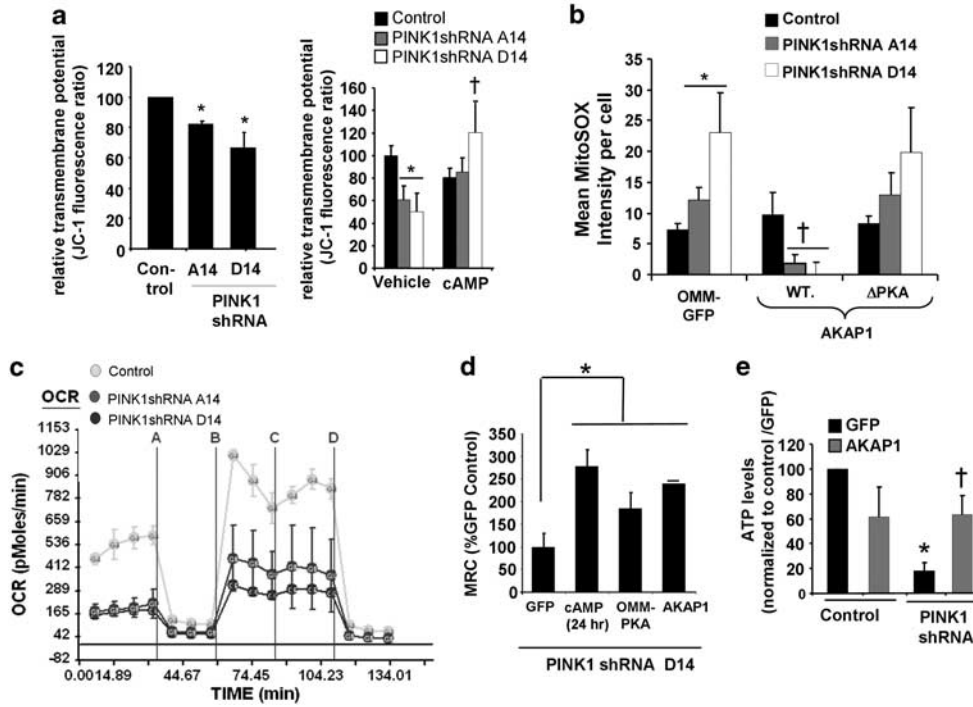 a
Control
PINK1shRNA A14
PINK1shRNA D14
relative transmembrane potential
(JC-1 fluorescence ratio)
120
100
80
60
40
20
0
*
*
Con-
trol
A14
D14
PINK1
shRNA
relative transmembrane potential
(JC-1 fluorescence ratio)
160
140
120
100
80
60
40
20
0
*
†
Vehicle
cAMP
b
Control
PINK1shRNA A14
PINK1shRNA D14
Mean MitoSOX
Intensity per cell
35
30
25
20
15
10
5
0
*
†
OMM-
GFP
WT.
ΔPKA
AKAP1
c
Control
PINK1shRNA A14
PINK1shRNA D14
OCR
OCR (pMoles/min)
1153
1029
906
782
659
536
412
289
165
42
-82
A
B
C
D
0.00
14.89
44.67
74.45
104.23
134.01
TIME (min)
d
*
MRC (%GFP Control)
350
300
250
200
150
100
50
0
GFP
cAMP
(24 hr)
OMM-
PKA
AKAP1
PINK1 shRNA D14
e
GFP
AKAP1
ATP levels
(normalized to control /GFP)
120
100
80
60
40
20
0
*
†
Control
PINK1
shRNA